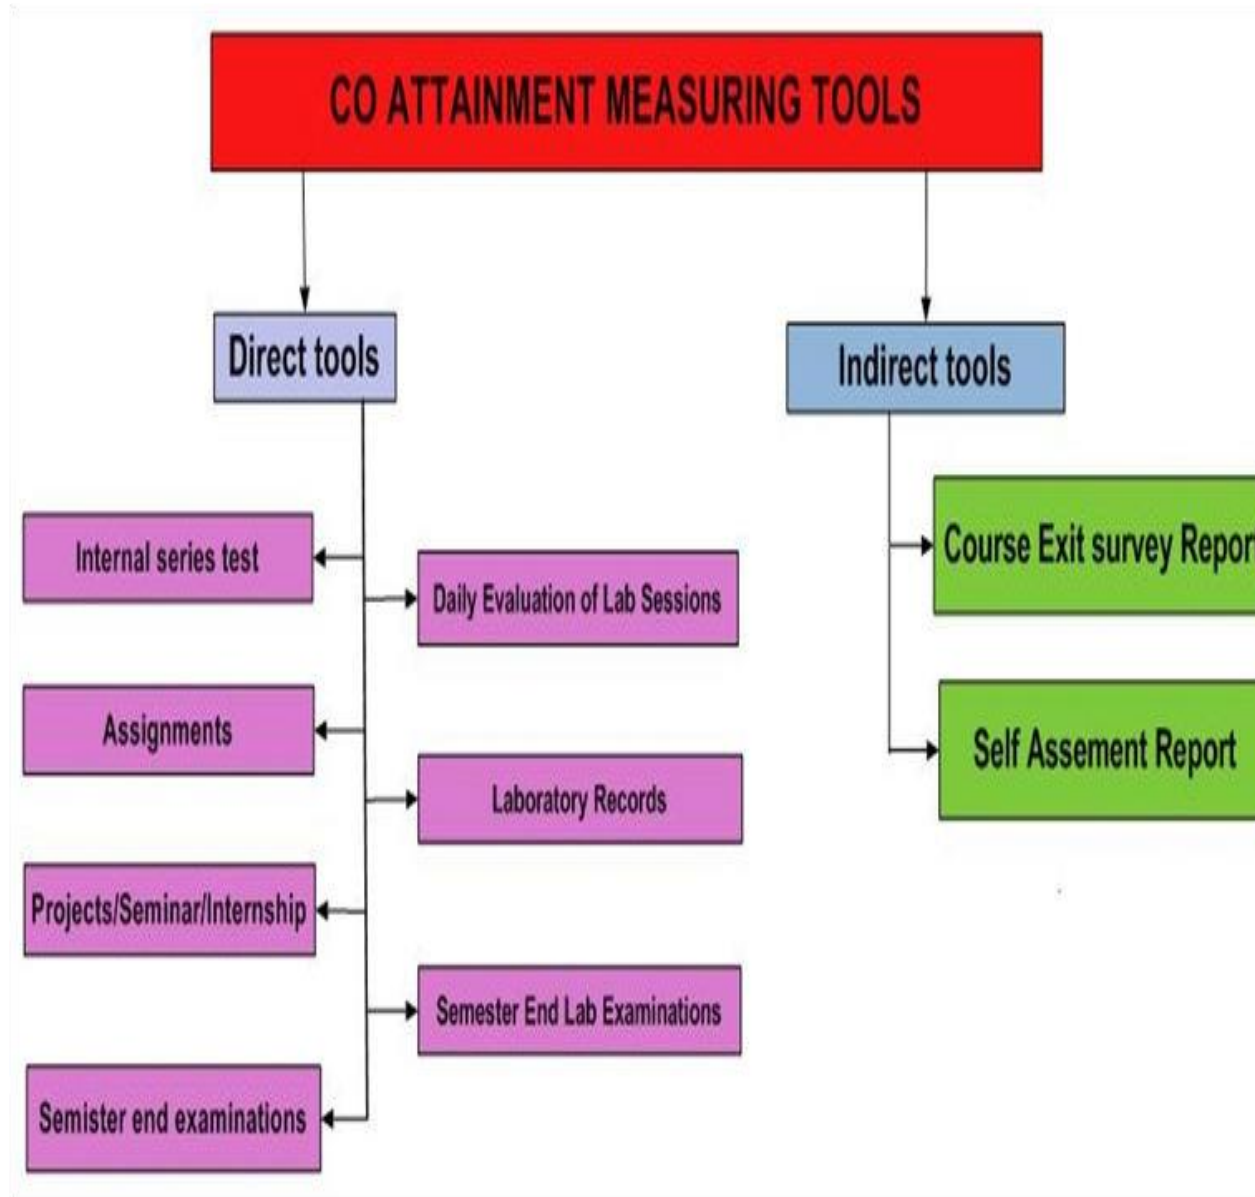 CO ATTAINMENT MEASURING TOOLS
Direct tools
Indirect tools
Internal series test
Daily Evaluation of Lab Sessions
Assignments
Laboratory Records
Projects/Seminar/Internship
Semester End Lab Examinations
Semister end examinations
Course Exit survey Report
Self Assement Report